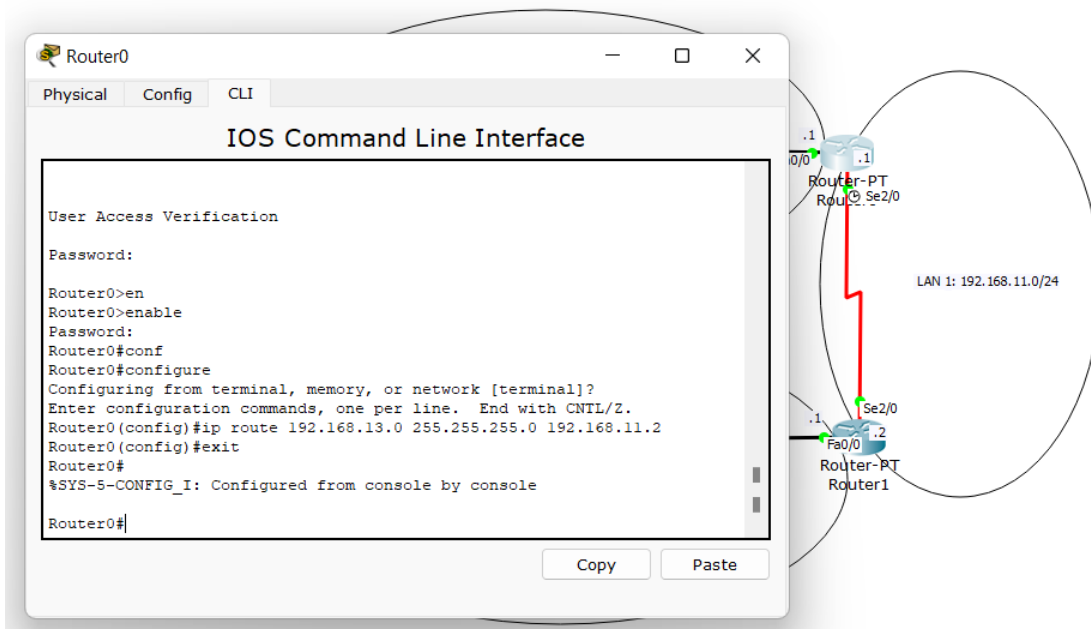 Router0
Physical Config CLI
IOS Command Line Interface
User Access Verification
Password:
Router0>en
Router0>enable
Password:
Router0#conf
Router0#configure
Configuring from terminal, memory, or network [terminal]?
Enter configuration commands, one per line.  End with CNTL/Z.
Router0(config)#ip route 192.168.13.0 255.255.255.0 192.168.11.2
Router0(config)#exit
Router0#
%SYS-5-CONFIG_I: Configured from console by console
Router0#
Copy Paste
.1
.1
Router-PT
Se2/0
LAN 1: 192.168.11.0/24
Se2/0
.1
.2
Fa0/0
Router-PT
Router1